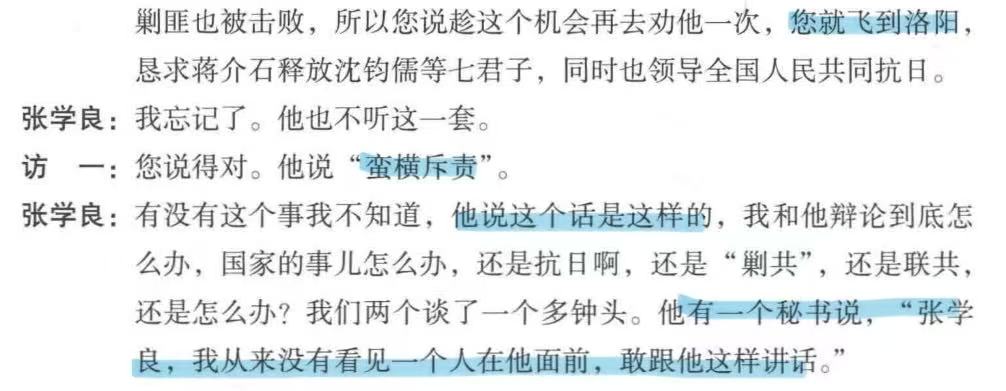 剿匪也被击败，所以您说趁这个机会再去劝他一次，您就飞到洛阳，
恳求蒋介石释放沈钧儒等七君子，同时也领导全国人民共同抗日。
张学良：我忘记了。他也不听这一套。
访　一：您说得对。他说“蛮横斥责”。
张学良：有没有这个事我不知道，他说这个话是这样的，我和他辩论到底怎
么办，国家的事儿怎么办，还是抗日啊，还是“剿共”，还是联共，
还是怎么办？我们两个谈了一个多钟头。他有一个秘书说，“张学
良，我从来没有看见一个人在他面前，敢跟他这样讲话。”